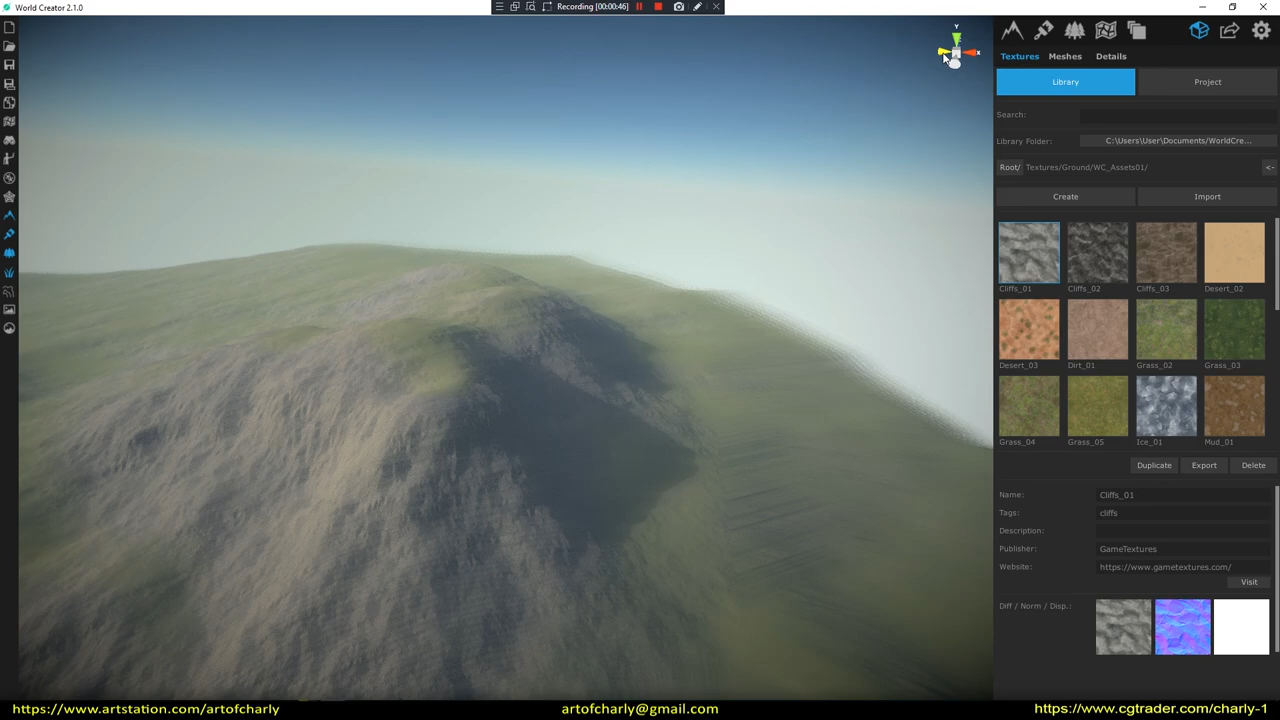 World Creator 2.1.0
Recording [00:00:46]
Y
X
Textures
Meshes
Details
Library
Project
Search:
Library Folder:
C:\Users\User\Documents/WorldCre...
Root/
Textures/Ground/WC_Assets01/
<-
Create
Import
Cliffs_01
Cliffs_02
Cliffs_03
Desert_02
Desert_03
Dirt_01
Grass_02
Grass_03
Grass_04
Grass_05
Ice_01
Mud_01
Duplicate
Export
Delete
Name:
Cliffs_01
Tags:
cliffs
Description:
Publisher:
GameTextures
Website:
https://www.gametextures.com/
Visit
Diff / Norm / Disp.:
https://www.artstation.com/artofcharly
artofcharly@gmail.com
https://www.cgtrader.com/charly-1